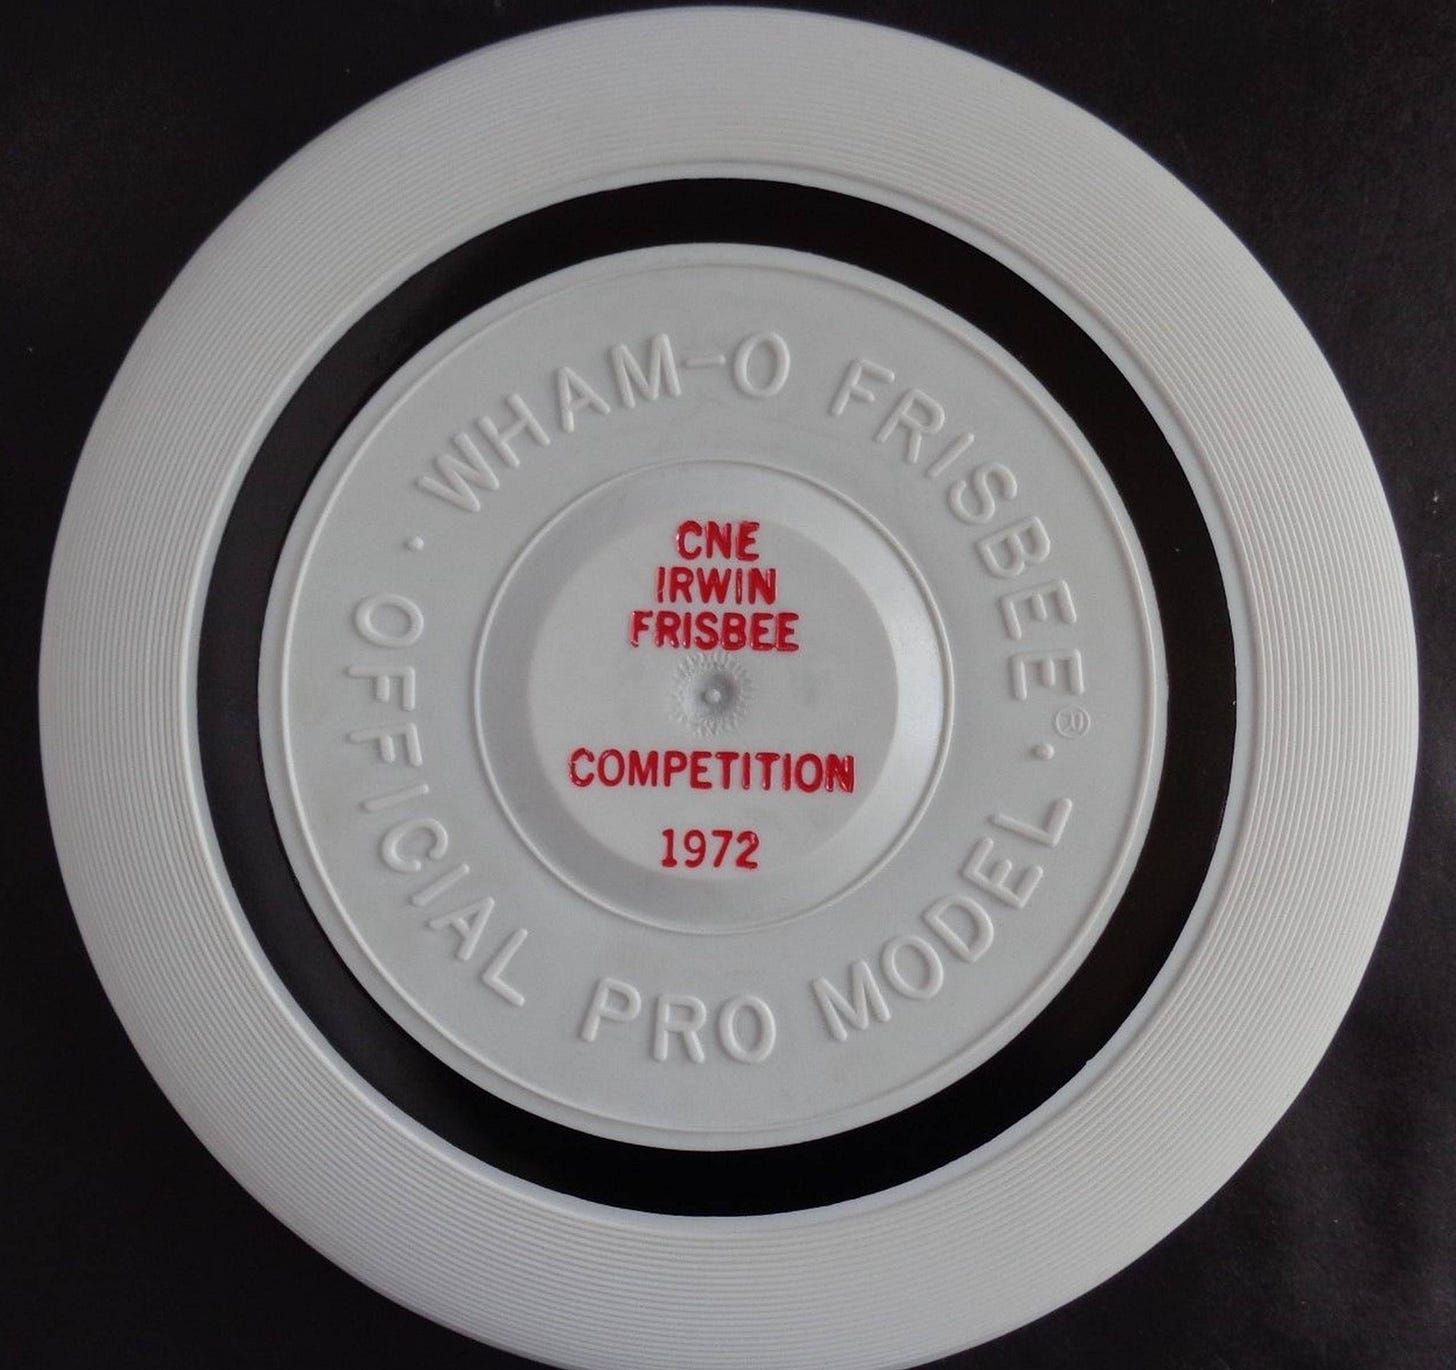 · WHAM-O FRISBEE® ·
OFFICIAL PRO MODEL
CNE
IRWIN
FRISBEE
COMPETITION
1972